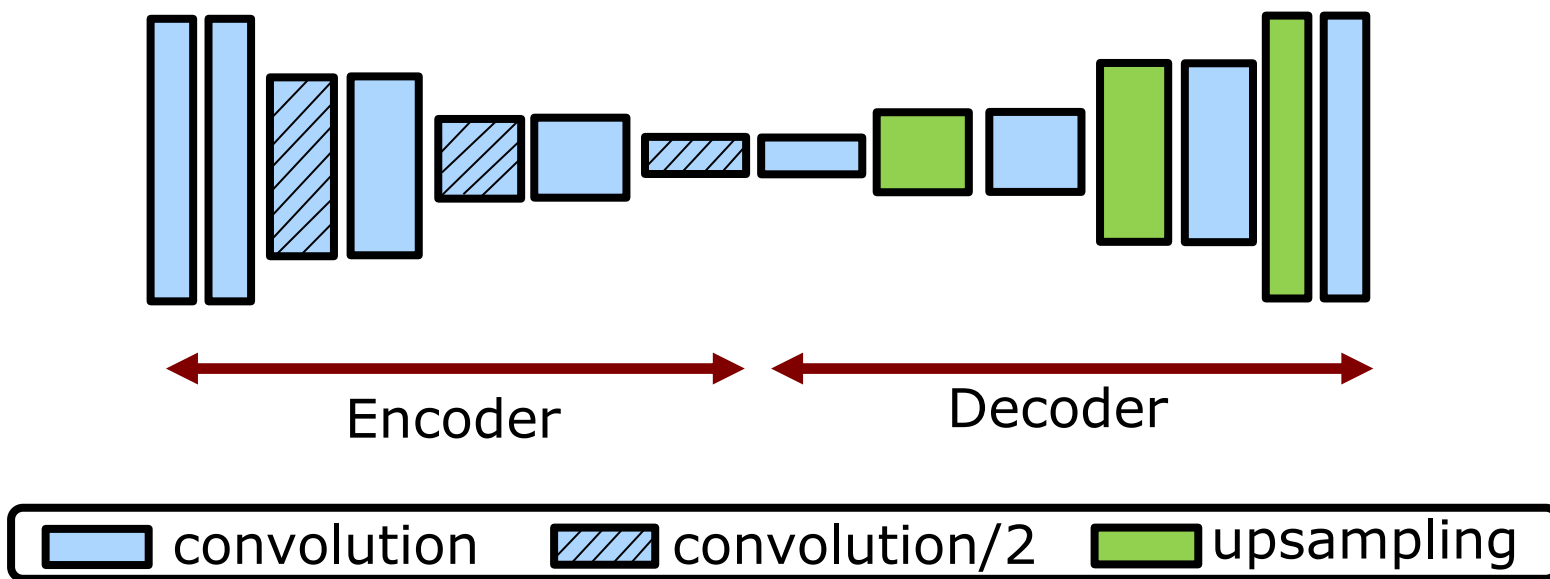 Encoder
Decoder
convolution
convolution/2
upsampling